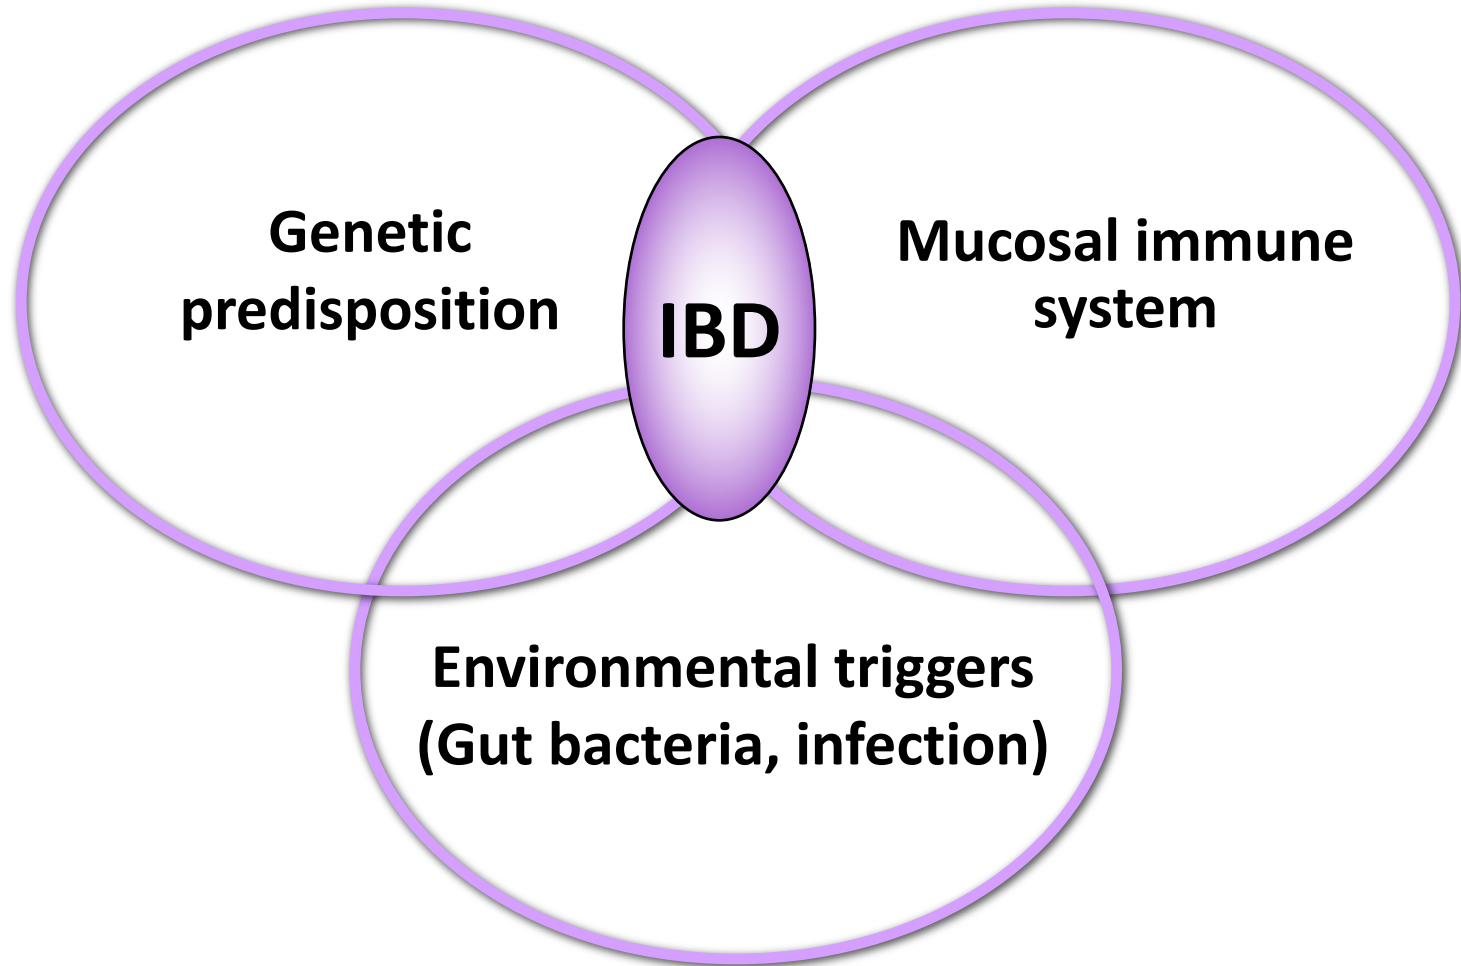 Genetic
predisposition
IBD
Mucosal immune
system
Environmental triggers
(Gut bacteria, infection)